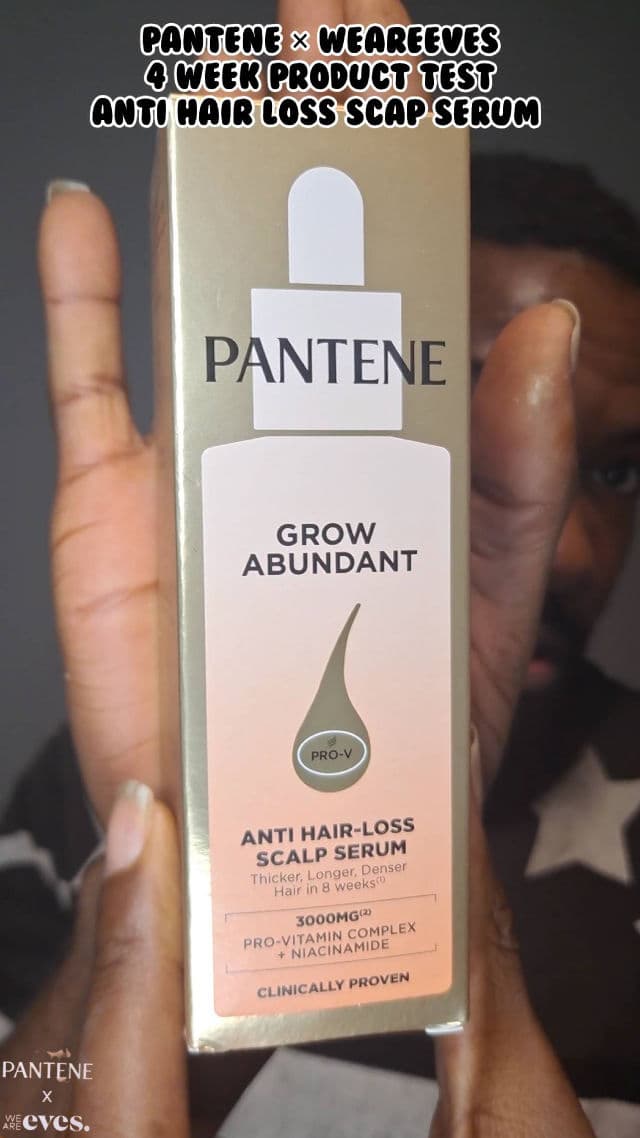 PANTENE × WEAREEVES
4 WEEK PRODUCT TEST
ANTI HAIR LOSS SCAP SERUM
PANTENE
GROW
ABUNDANT
PRO-V
ANTI HAIR-LOSS
SCALP SERUM
Thicker, Longer, Denser
Hair in 8 weeks(1)
3000MG(2)
PRO-VITAMIN COMPLEX
+ NIACINAMIDE
CLINICALLY PROVEN
PANTENE
X
WE ARE eves.